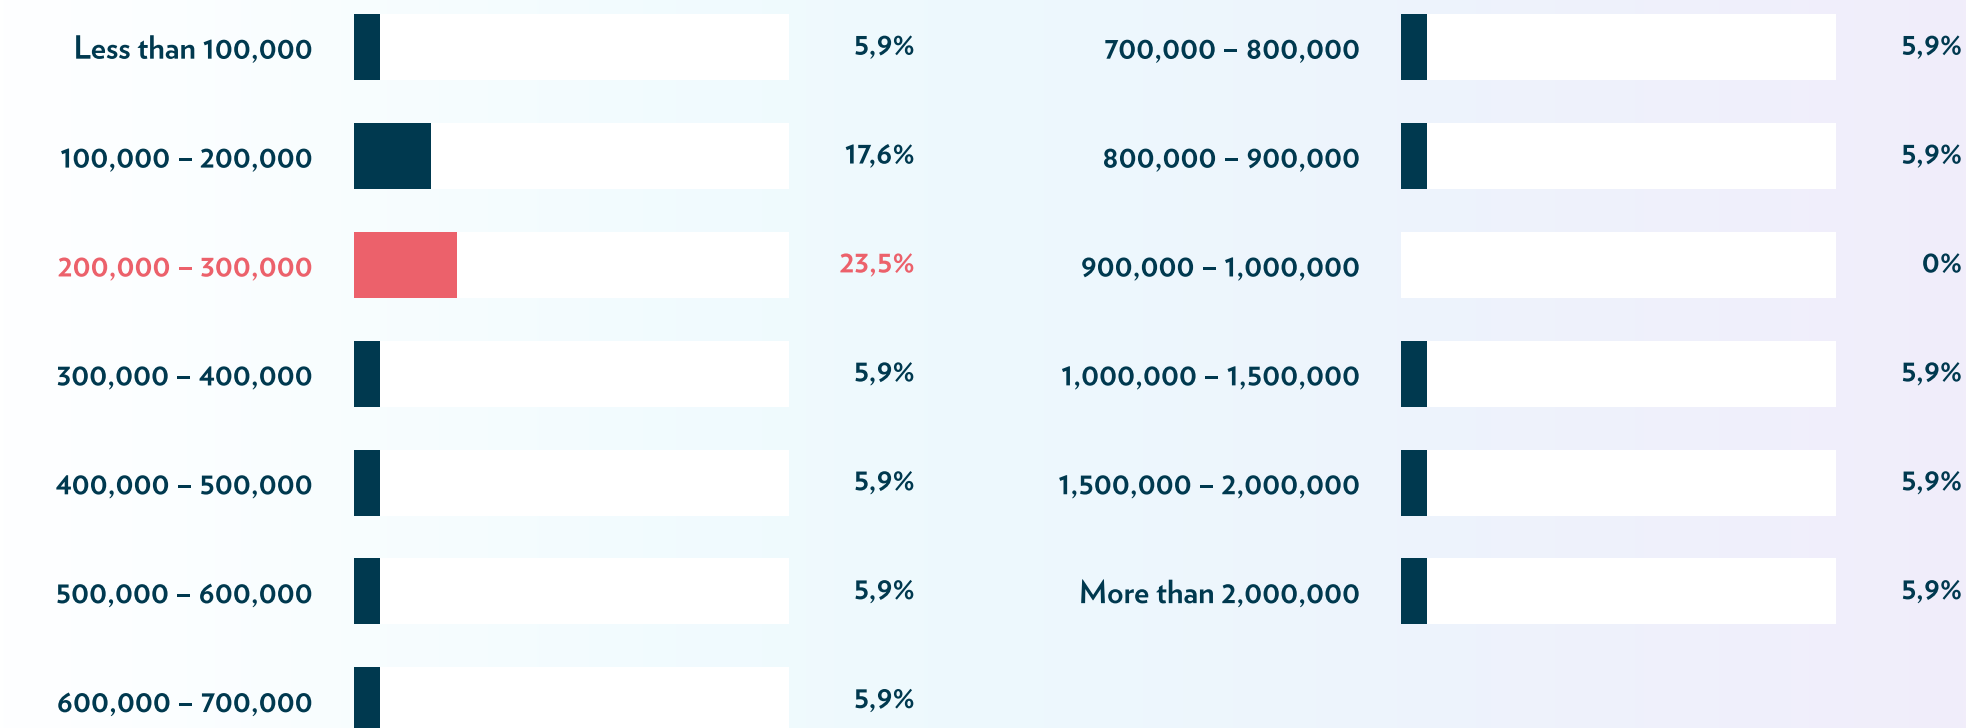 Less than 100,000 5,9%
100,000 – 200,000 17,6%
200,000 – 300,000 23,5%
300,000 – 400,000 5,9%
400,000 – 500,000 5,9%
500,000 – 600,000 5,9%
600,000 – 700,000 5,9%
700,000 – 800,000 5,9%
800,000 – 900,000 5,9%
900,000 – 1,000,000 0%
1,000,000 – 1,500,000 5,9%
1,500,000 – 2,000,000 5,9%
More than 2,000,000 5,9%